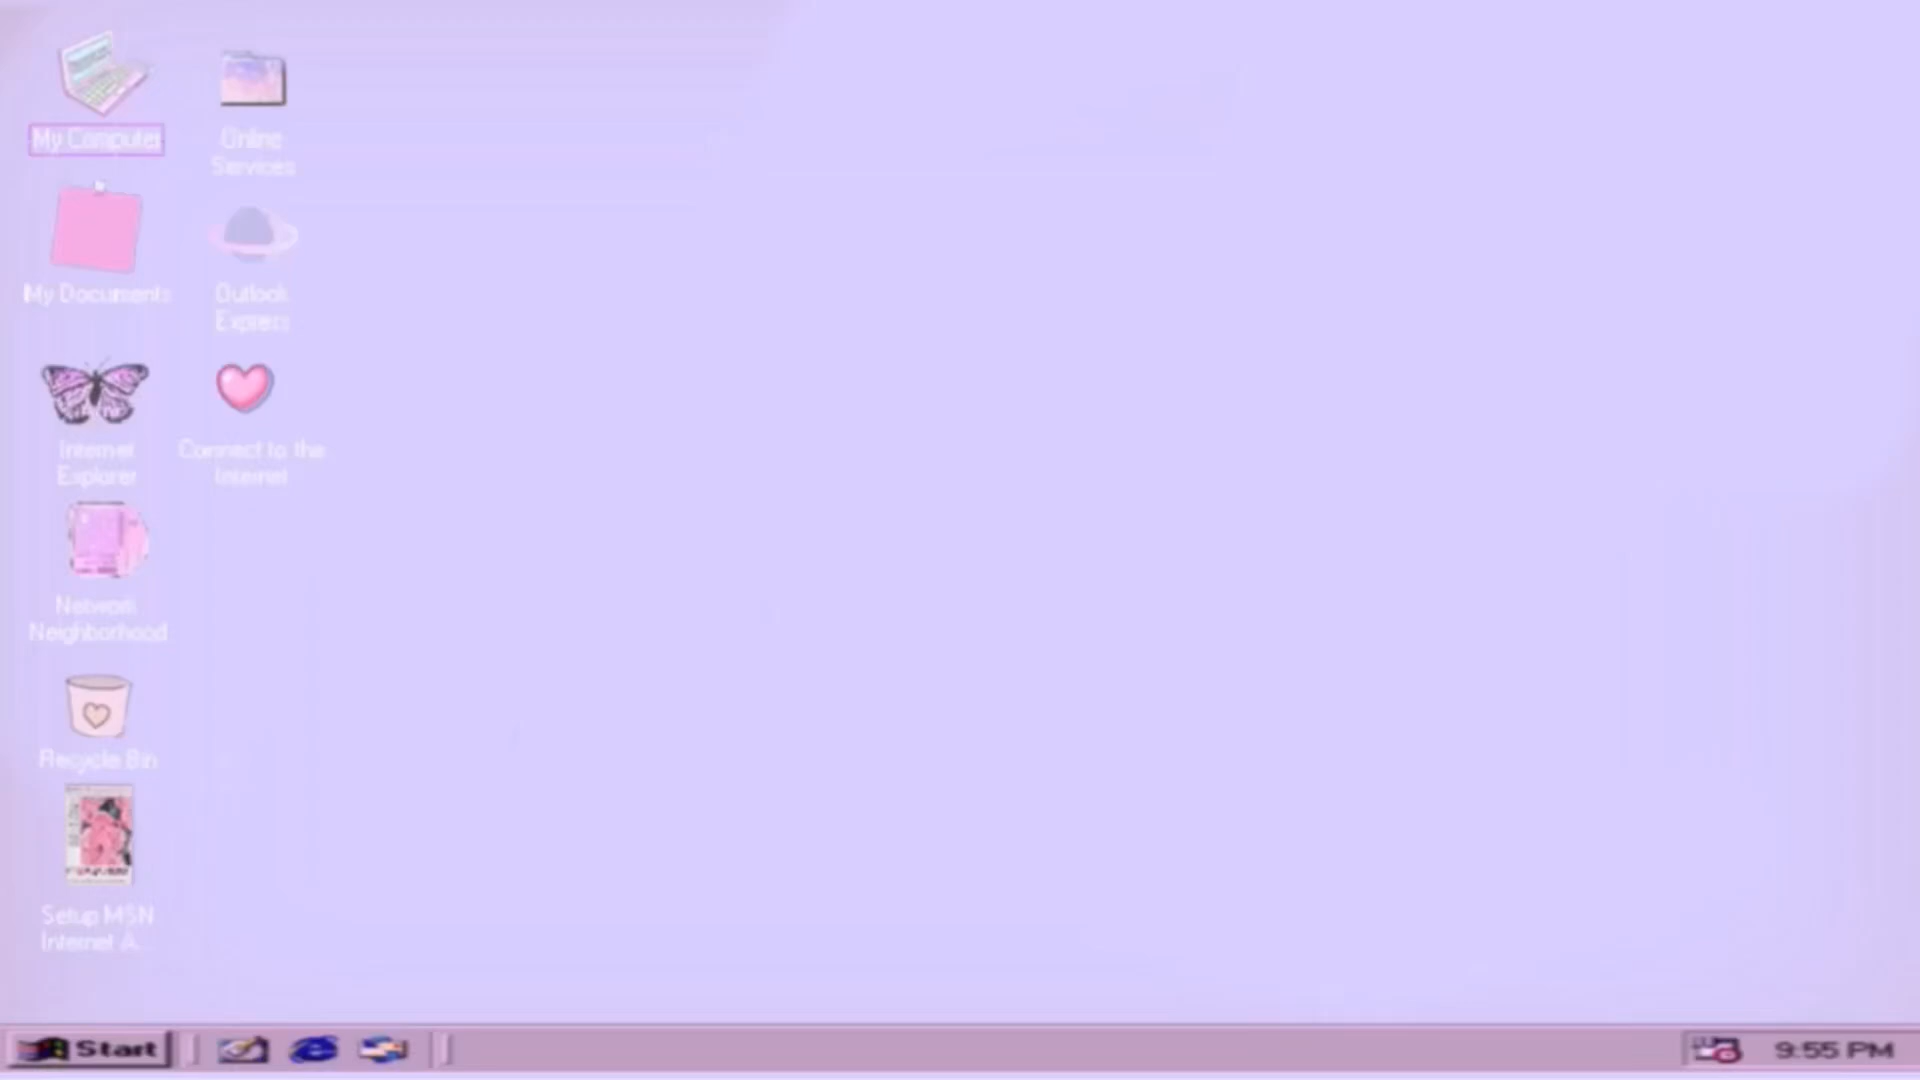 My Computer
Online
Services
My Documents
Outlook
Express
Internet
Explorer
Connect to the
Internet
Network
Neighborhood
Recycle Bin
Setup MSN
Internet A...
Start
9:55 PM